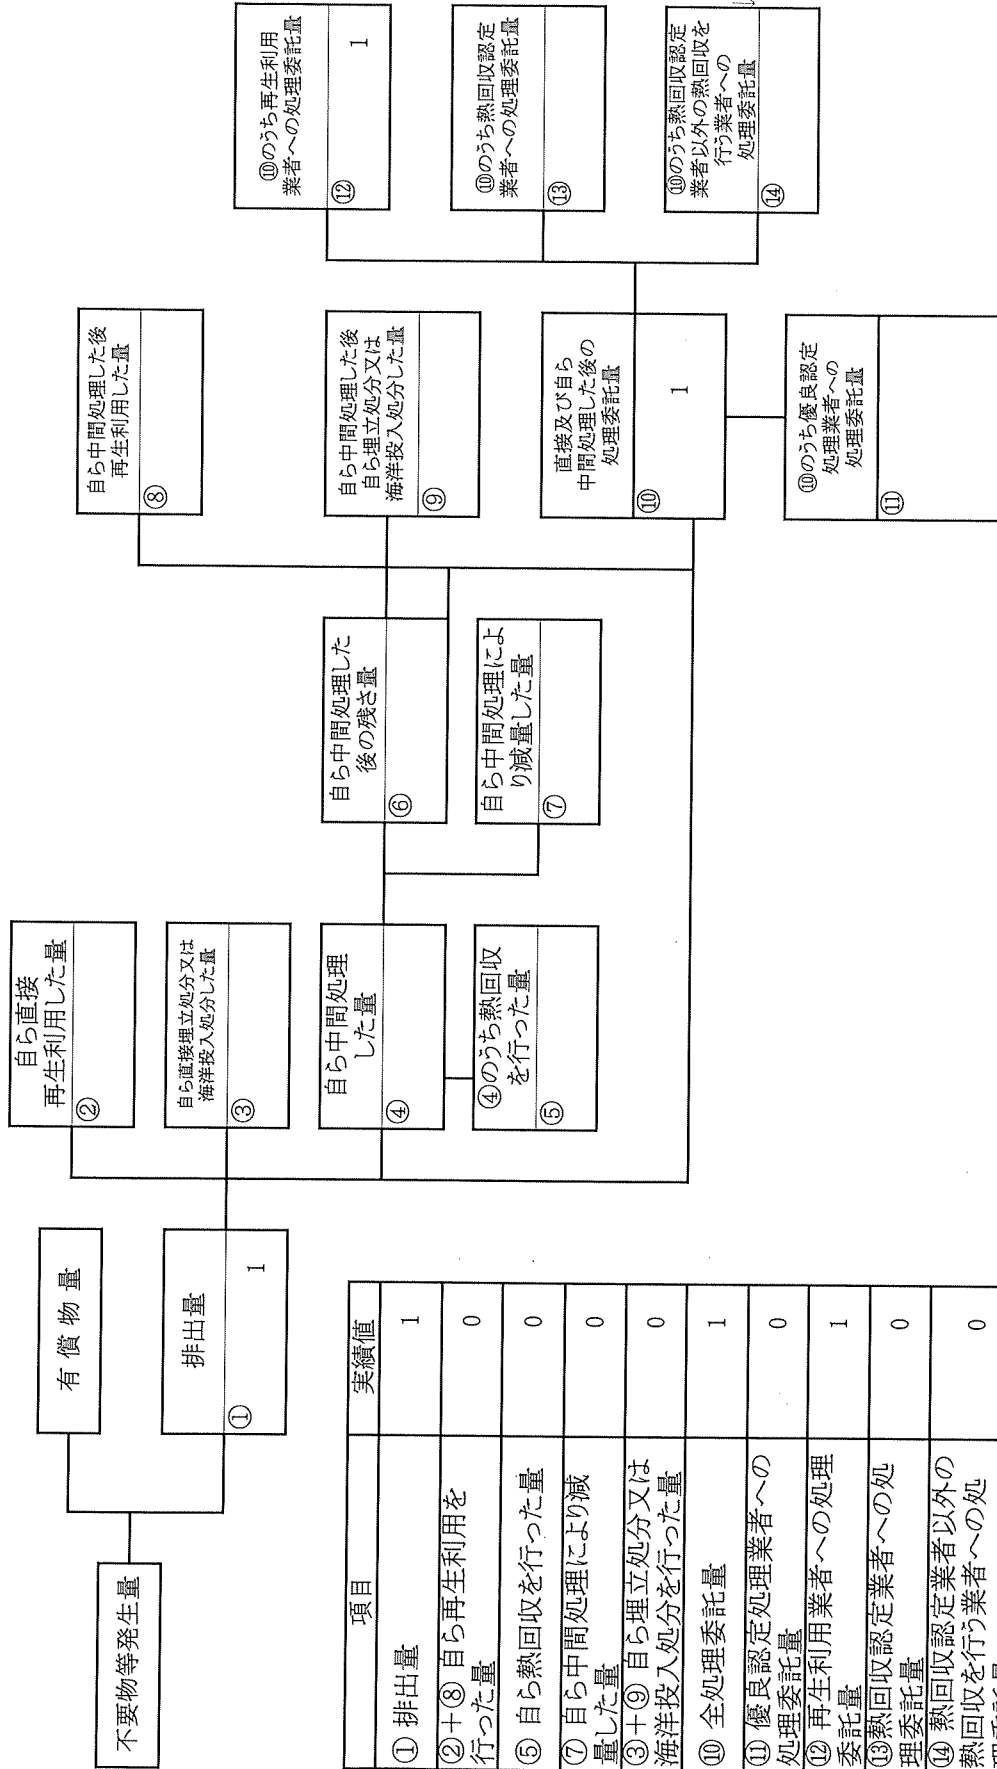 不要物等発生量
有償物量
排出量
①
1
自ら直接
再生利用した量
②
自ら直接埋立処分又は
海洋投入処分した量
③
自ら中間処理
した量
④
④のうち熱回収
を行った量
⑤
自ら中間処理した
後の残さ量
⑥
自ら中間処理によ
り減量した量
⑦
自ら中間処理した後
再生利用した量
⑧
自ら中間処理した後
自ら埋立処分又は
海洋投入処分した量
⑨
直接及び自ら
中間処理した後の
処理委託量
⑩
1
⑩のうち優良認定
処理業者への
処理委託量
⑪
⑩のうち再生利用
業者への処理委託量
⑫
1
⑩のうち熱回収認定
業者への処理委託量
⑬
⑩のうち熱回収認定
業者以外の熱回収を
行う業者への
処理委託量
⑭
項目 実績値
① 排出量 1
②+⑧ 自ら再生利用を
行った量 0
⑤ 自ら熱回収を行った量 0
⑦ 自ら中間処理により減
量した量 0
③+⑨ 自ら埋立処分又は
海洋投入処分を行った量 0
⑩ 全処理委託量 1
⑪ 優良認定処理業者への
処理委託量 0
⑫ 再生利用業者への処理
委託量 1
⑬熱回収認定業者への処
理委託量 0
⑭ 熱回収認定業者以外の
熱回収を行う業者への処 0